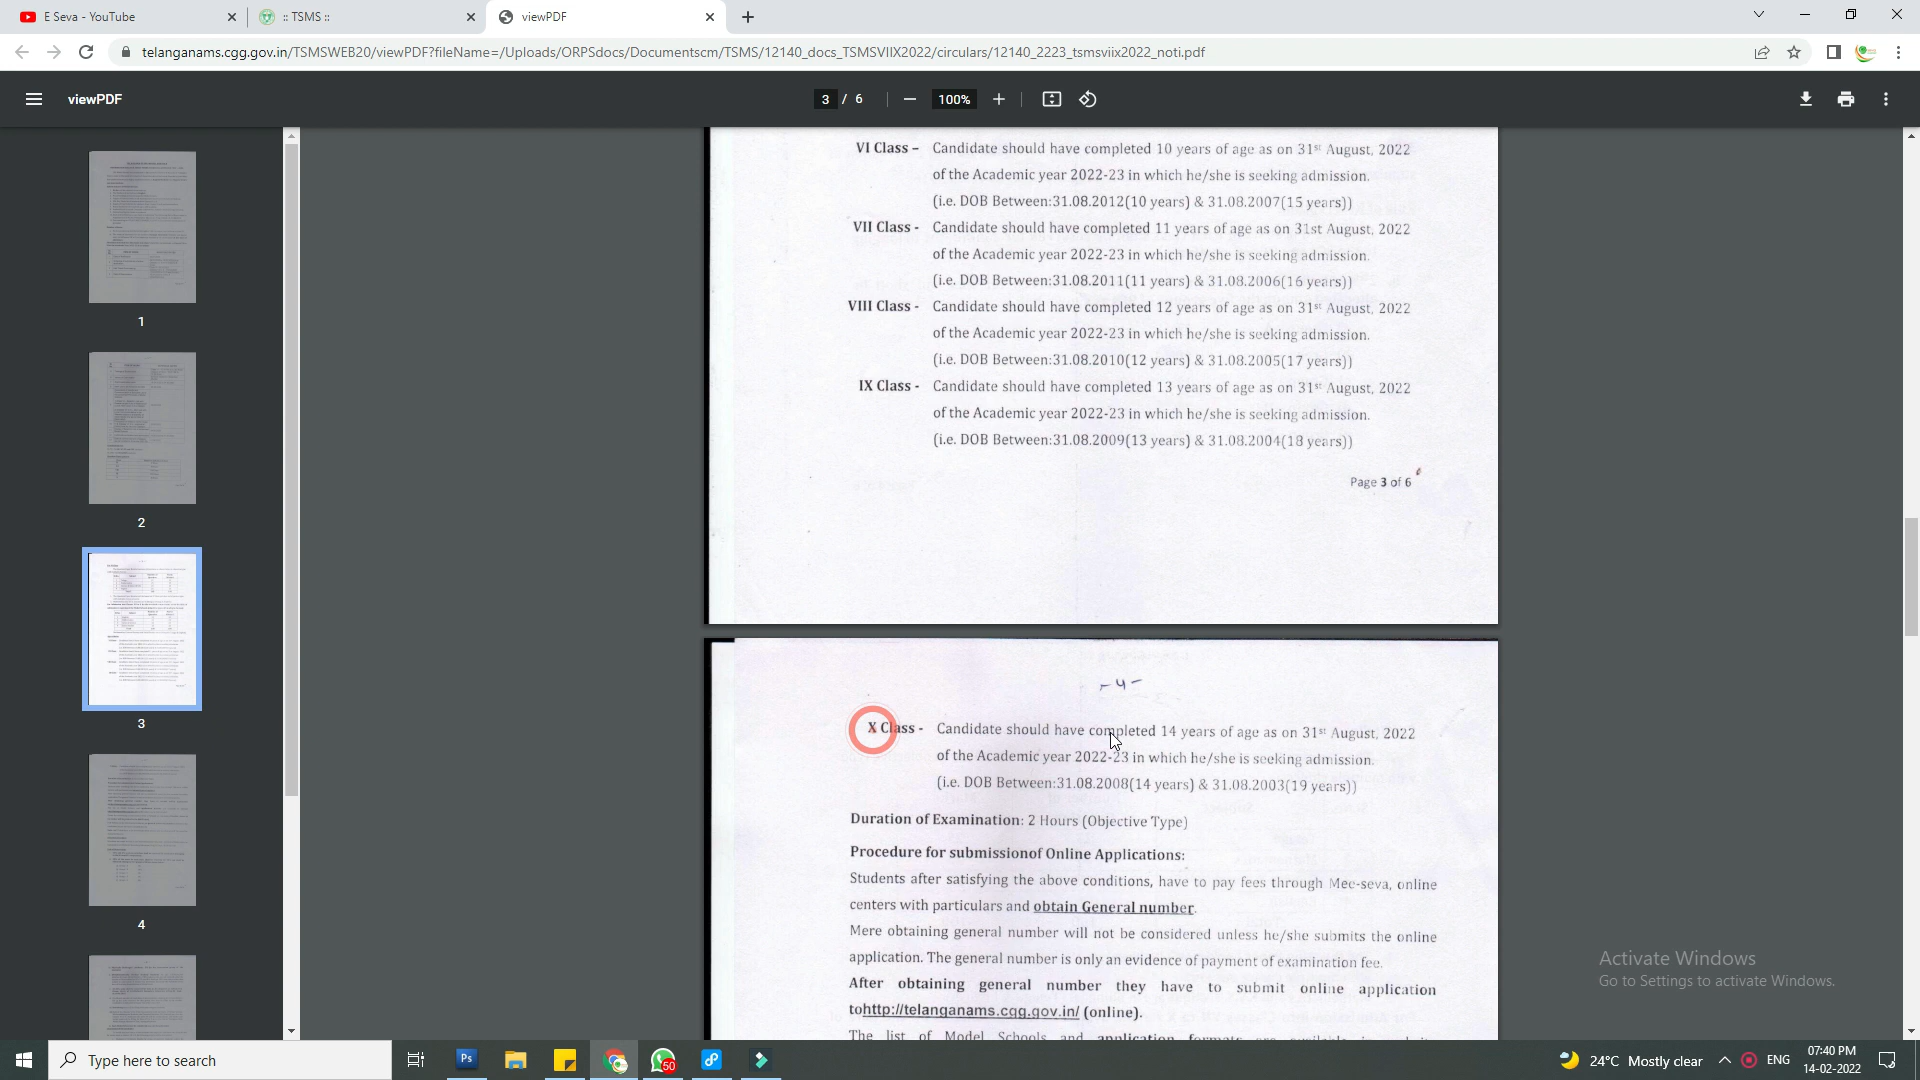 E Seva - YouTube
:: TSMS ::
viewPDF
telanganams.cgg.gov.in/TSMSWEB20/viewPDF?fileName=/Uploads/ORPSdocs/Documentscm/TSMS/12140_docs_TSMSVIIX2022/circulars/12140_2223_tsmsviix2022_noti.pdf
viewPDF
3 / 6
100%
1
2
3
4
VI Class – Candidate should have completed 10 years of age as on 31st August, 2022
of the Academic year 2022-23 in which he/she is seeking admission.
(i.e. DOB Between:31.08.2012(10 years) & 31.08.2007(15 years))
VII Class - Candidate should have completed 11 years of age as on 31st August, 2022
of the Academic year 2022-23 in which he/she is seeking admission.
(i.e. DOB Between:31.08.2011(11 years) & 31.08.2006(16 years))
VIII Class - Candidate should have completed 12 years of age as on 31st August, 2022
of the Academic year 2022-23 in which he/she is seeking admission.
(i.e. DOB Between:31.08.2010(12 years) & 31.08.2005(17 years))
IX Class - Candidate should have completed 13 years of age as on 31st August, 2022
of the Academic year 2022-23 in which he/she is seeking admission.
(i.e. DOB Between:31.08.2009(13 years) & 31.08.2004(18 years))
Page 3 of 6
-4-
X Class - Candidate should have completed 14 years of age as on 31st August, 2022
of the Academic year 2022-23 in which he/she is seeking admission.
(i.e. DOB Between:31.08.2008(14 years) & 31.08.2003(19 years))
Duration of Examination: 2 Hours (Objective Type)
Procedure for submissionof Online Applications:
Students after satisfying the above conditions, have to pay fees through Mee-seva, online
centers with particulars and obtain General number.
Mere obtaining general number will not be considered unless he/she submits the online
application. The general number is only an evidence of payment of examination fee.
After obtaining general number they have to submit online application
tohttp://telanganams.cgg.gov.in/ (online).
The list of Model Schools and application formats are available
Activate Windows
Go to Settings to activate Windows.
Type here to search
Ps
50
24°C Mostly clear
ENG
07:40 PM
14-02-2022